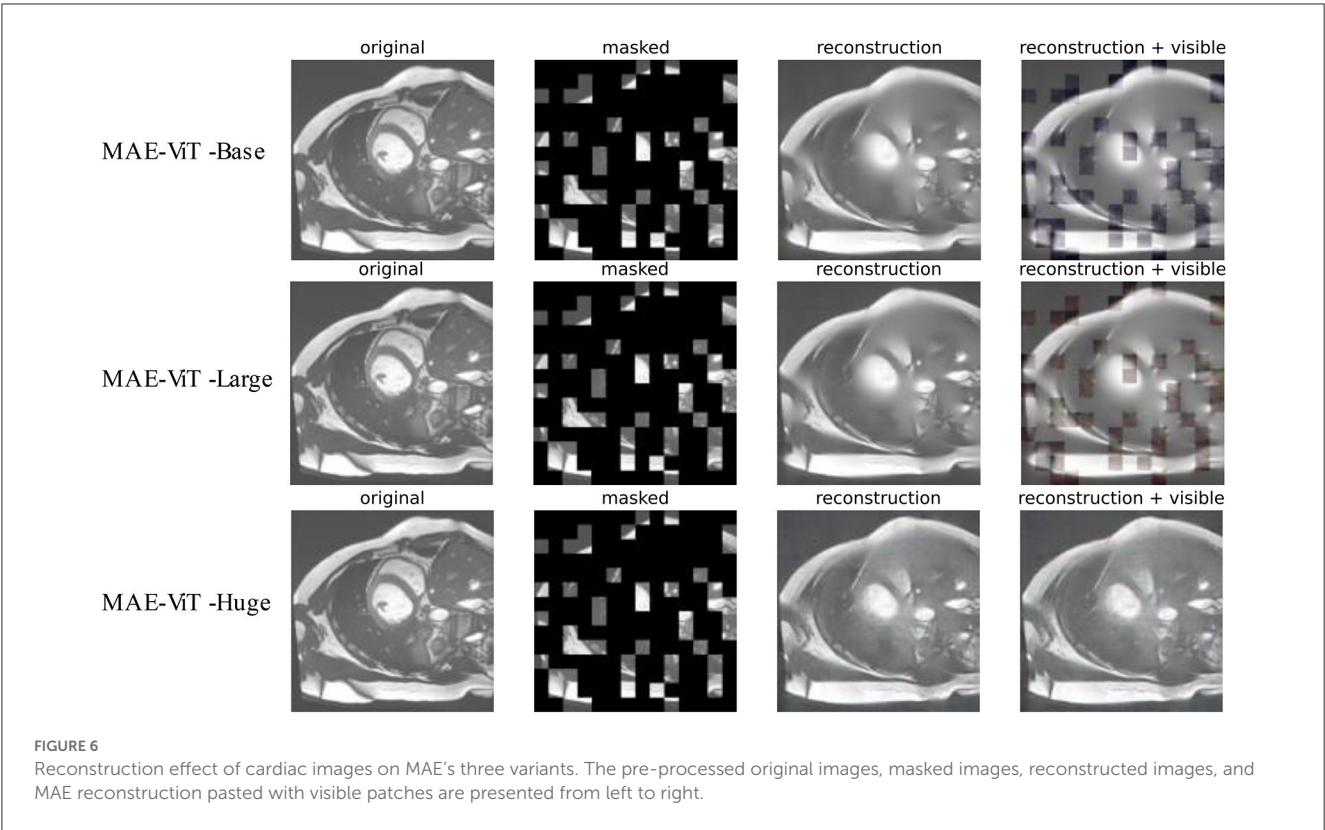 original masked reconstruction reconstruction + visible
MAE-ViT -Base
original masked reconstruction reconstruction + visible
MAE-ViT -Large
original masked reconstruction reconstruction + visible
MAE-ViT -Huge
FIGURE 6
Reconstruction effect of cardiac images on MAE's three variants. The pre-processed original images, masked images, reconstructed images, and
MAE reconstruction pasted with visible patches are presented from left to right.